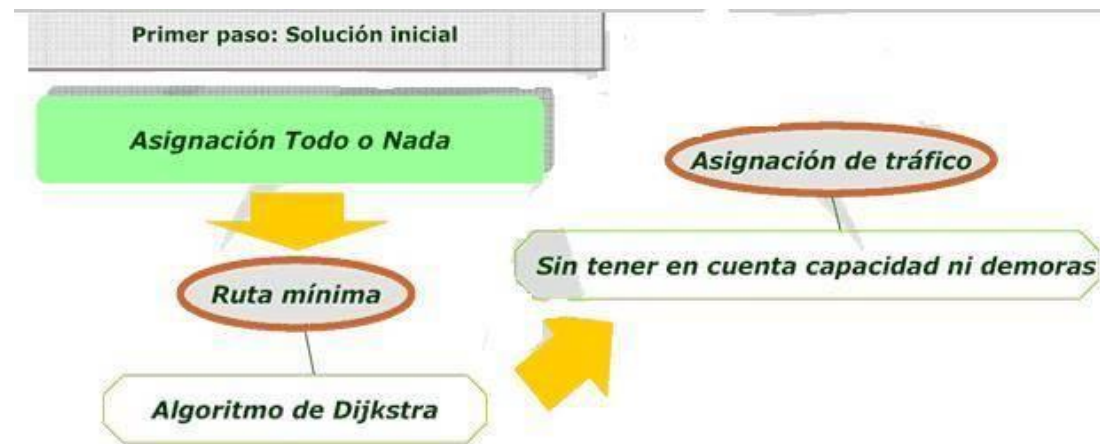 Primer paso: Solución inicial
Asignación Todo o Nada
Ruta mínima
Algoritmo de Dijkstra
Asignación de tráfico
Sin tener en cuenta capacidad ni demoras